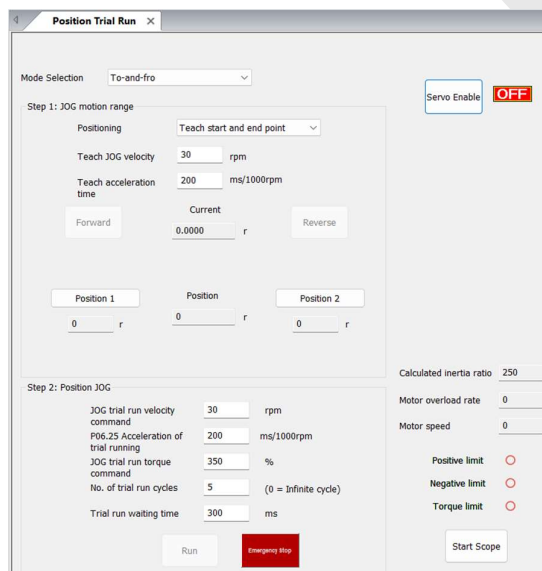 Position Trial Run ×
Mode Selection To-and-fro
Servo Enable OFF
Step 1: JOG motion range
Positioning Teach start and end point
Teach JOG velocity 30 rpm
Teach acceleration time 200 ms/1000rpm
Current
Forward 0.0000 r Reverse
Position 1 Position Position 2
0 r 0 r 0 r
Calculated inertia ratio 250
Step 2: Position JOG
Motor overload rate 0
JOG trial run velocity command 30 rpm
Motor speed 0
P06.25 Acceleration of trial running 200 ms/1000rpm
JOG trial run torque command 350 %
Positive limit
No. of trial run cycles 5 (0 = Infinite cycle)
Negative limit
Trial run waiting time 300 ms
Torque limit
Run Emergency Stop
Start Scope